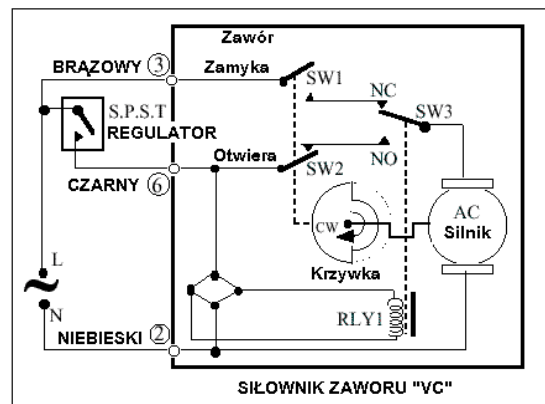 Zawór
BRĄZOWY ③ Zamyka
SW1
NC
SW3
S.P.S.T
REGULATOR
Otwiera
SW2
NO
CZARNY ⑥
CW
AC
Silnik
Krzywka
L
N
RLY1
NIEBIESKI ②
SIŁOWNIK ZAWORU "VC"